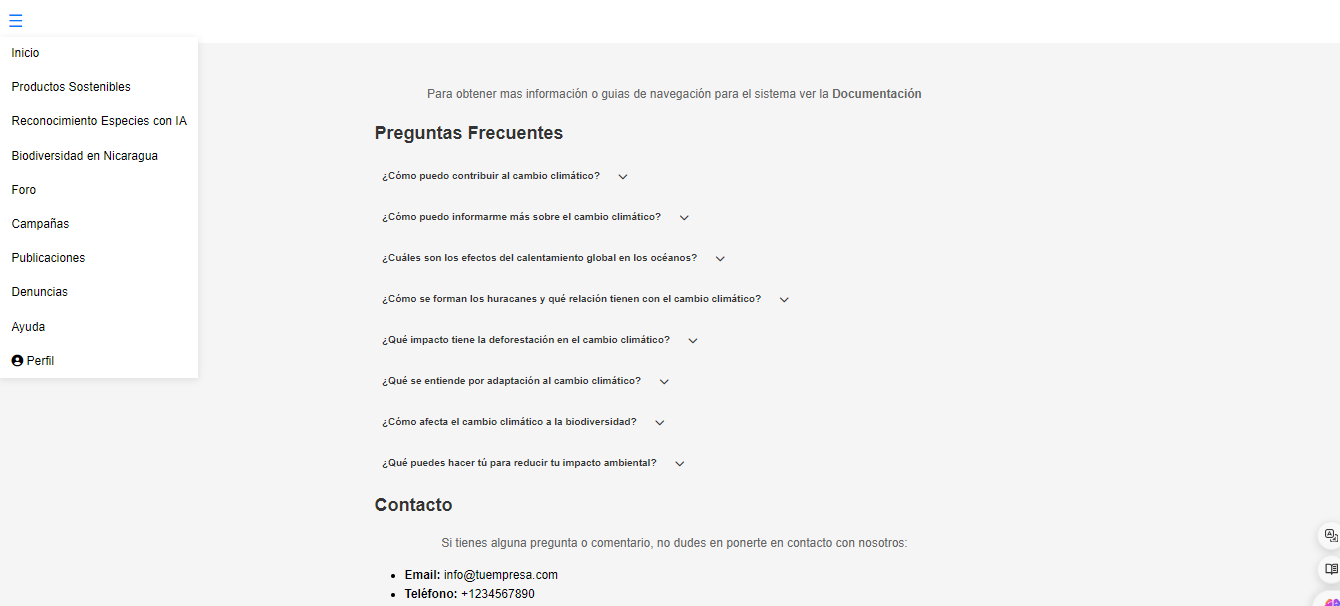 Inicio
Productos Sostenibles
Reconocimiento Especies con IA
Biodiversidad en Nicaragua
Foro
Campañas
Publicaciones
Denuncias
Ayuda
Perfil
Para obtener mas información o guias de navegación para el sistema ver la Documentación
Preguntas Frecuentes
¿Cómo puedo contribuir al cambio climático?
¿Cómo puedo informarme más sobre el cambio climático?
¿Cuáles son los efectos del calentamiento global en los océanos?
¿Cómo se forman los huracanes y qué relación tienen con el cambio climático?
¿Qué impacto tiene la deforestación en el cambio climático?
¿Qué se entiende por adaptación al cambio climático?
¿Cómo afecta el cambio climático a la biodiversidad?
¿Qué puedes hacer tú para reducir tu impacto ambiental?
Contacto
Si tienes alguna pregunta o comentario, no dudes en ponerte en contacto con nosotros:
Email: info@tuempresa.com
Teléfono: +1234567890